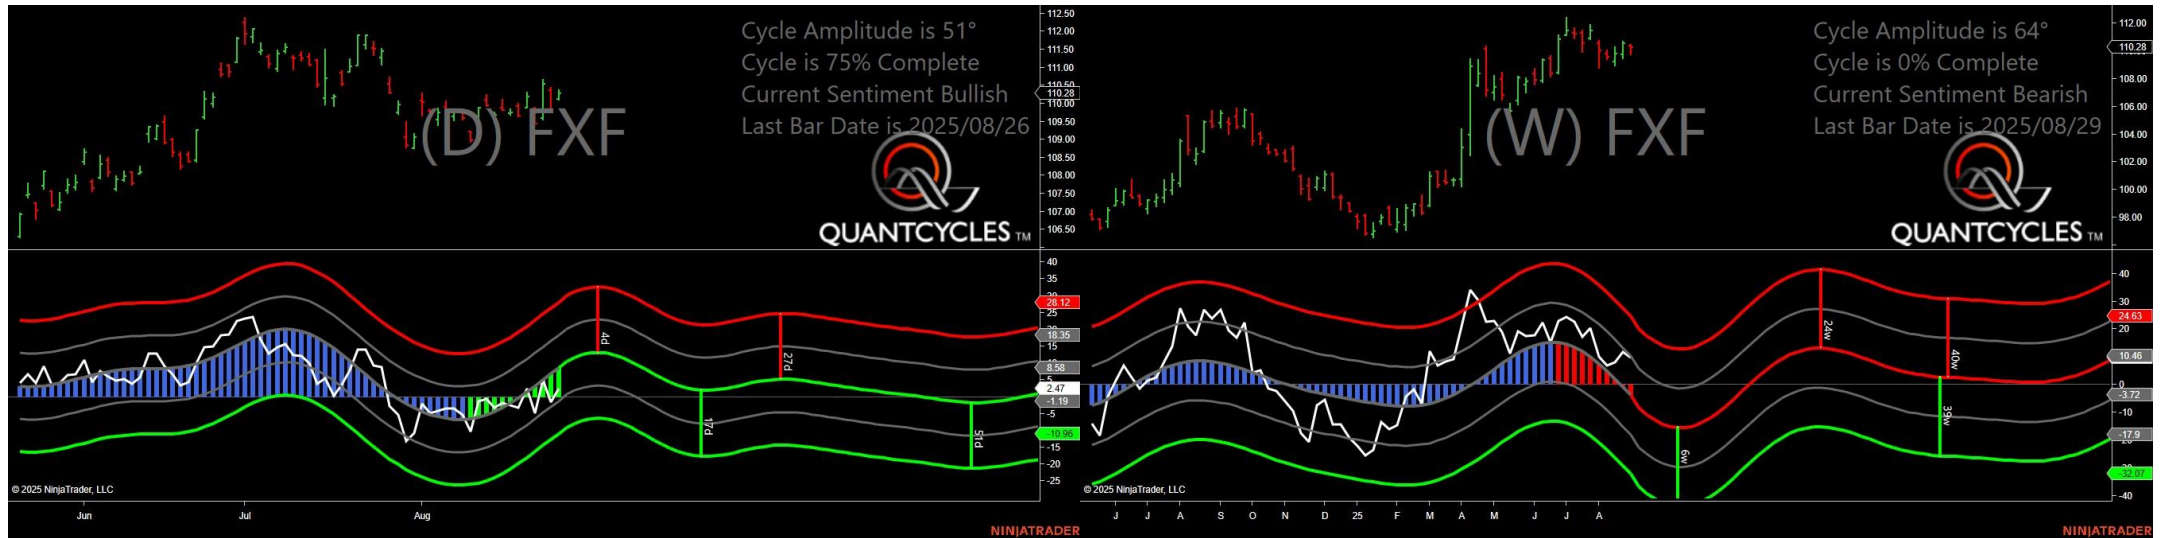 Cycle Amplitude is 51°
Cycle is 75% Complete
Current Sentiment Bullish
Last Bar Date is 2025/08/26
(D) FXF
QUANTCYCLES TM
112.50
112.00
111.50
111.00
110.50
110.28
110.00
109.50
109.00
108.50
108.00
107.50
107.00
106.50
40
35
28.12
25
18.35
15
8.58
5
2.47
-1.19
-5
-10.96
-15
-20
-25
4d
27d
17d
51d
© 2025 NinjaTrader, LLC
Jun Jul Aug
NINJATRADER
Cycle Amplitude is 64°
Cycle is 0% Complete
Current Sentiment Bearish
Last Bar Date is 2025/08/29
(W) FXF
QUANTCYCLES TM
112.00
110.28
108.00
106.00
104.00
102.00
100.00
98.00
40
30
24.63
20
10.46
0
-3.72
-10
-17.9
-32.07
-40
24w
40w
39w
6w
© 2025 NinjaTrader, LLC
J J A S O N D 25 F M A M J J A
NINJATRADER